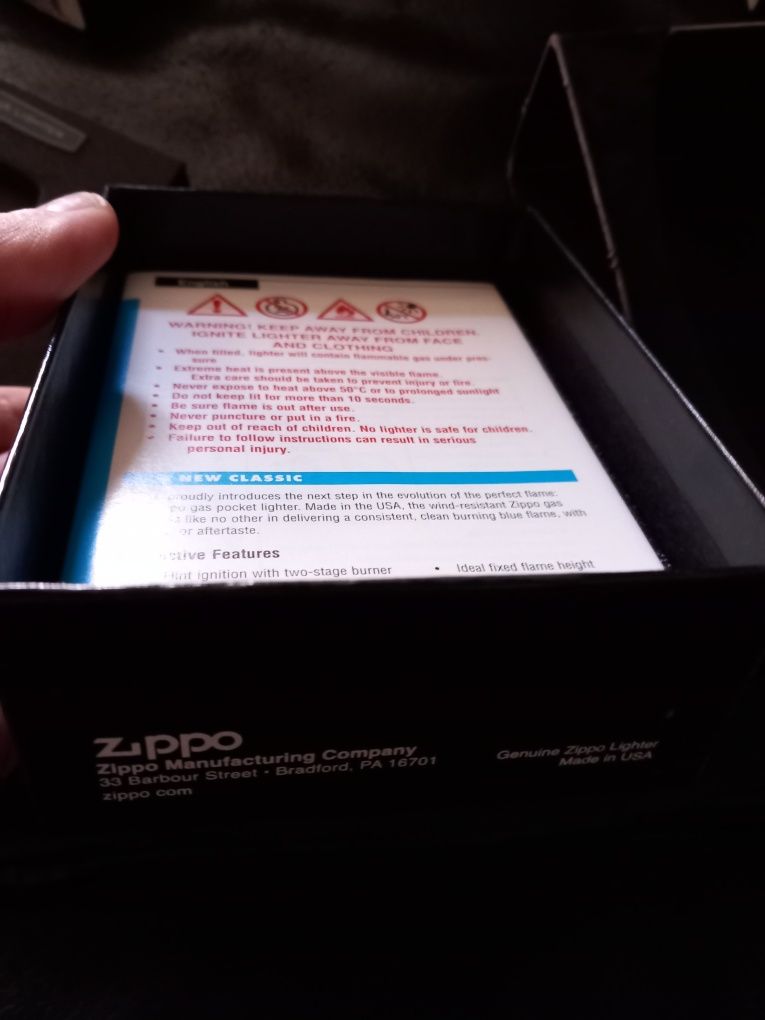 English
WARNING! KEEP AWAY FROM CHILDREN.
IGNITE LIGHTER AWAY FROM FACE
AND CLOTHING
• When filled, lighter will contain flammable gas under pres-
sure
• Extreme heat is present above the visible flame.
Extra care should be taken to prevent injury or fire.
• Never expose to heat above 50°C or to prolonged sunlight
• Do not keep lit for more than 10 seconds.
• Be sure flame is out after use.
• Never puncture or put in a fire.
• Keep out of reach of children. No lighter is safe for children.
• Failure to follow instructions can result in serious
personal injury.
NEW CLASSIC
proudly introduces the next step in the evolution of the perfect flame:
gas pocket lighter. Made in the USA, the wind-resistant Zippo gas
like no other in delivering a consistent, clean burning blue flame, with
or aftertaste.
Features
ignition with two-stage burner
• Ideal fixed flame height
zippo
Zippo Manufacturing Company
33 Barbour Street • Bradford, PA 16701
zippo com
Genuine Zippo Lighter
Made in USA